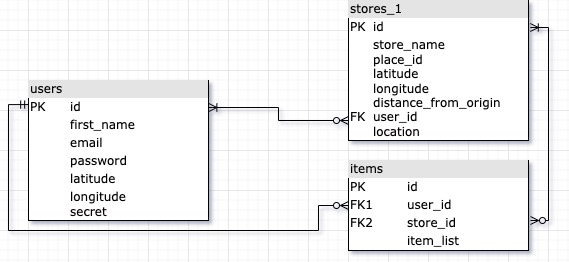 stores_1
PK id
store_name
place_id
latitude
longitude
distance_from_origin
FK user_id
location
users
PK id
first_name
email
password
latitude
longitude
secret
items
PK id
FK1 user_id
FK2 store_id
item_list